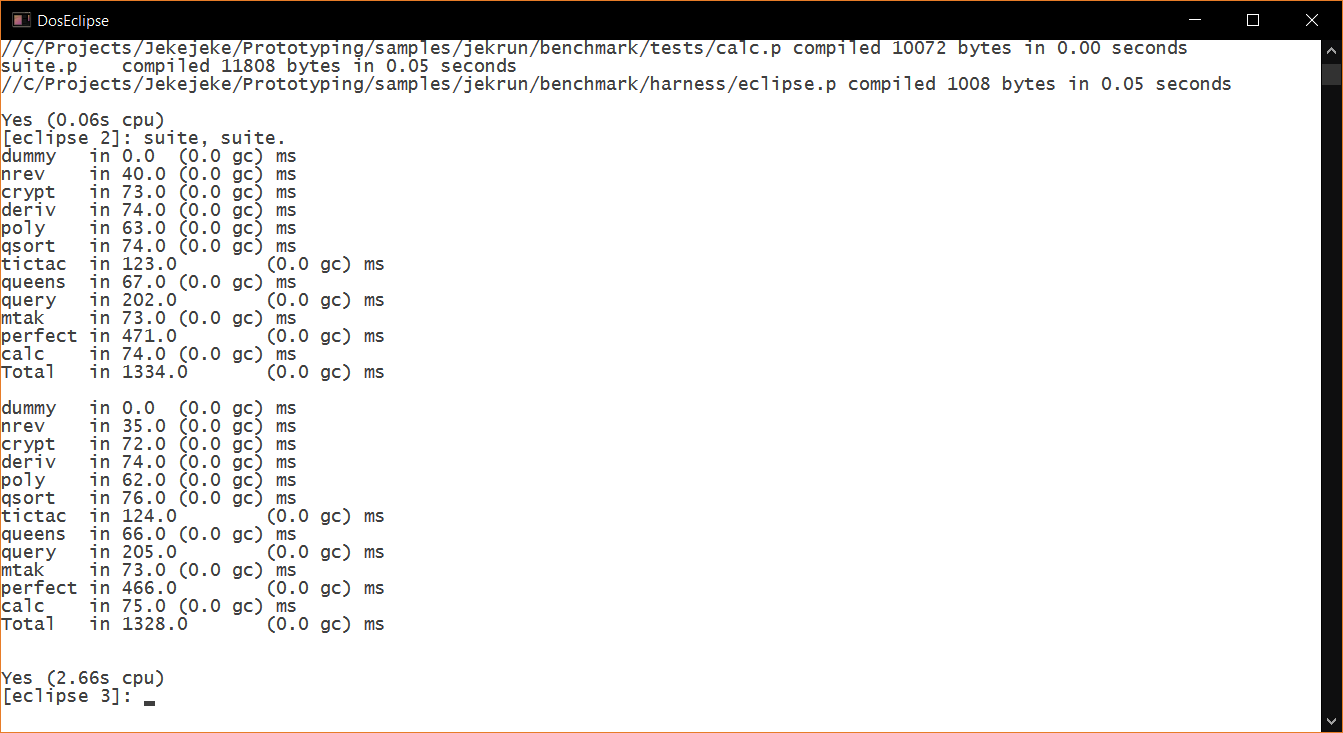 DosEclipse
//C/Projects/Jekejeke/Prototyping/samples/jekrun/benchmark/tests/calc.p compiled 10072 bytes in 0.00 seconds
suite.p    compiled 11808 bytes in 0.05 seconds
//C/Projects/Jekejeke/Prototyping/samples/jekrun/benchmark/harness/eclipse.p compiled 1008 bytes in 0.05 seconds

Yes (0.06s cpu)
[eclipse 2]: suite, suite.
dummy   in 0.0  (0.0 gc) ms
nrev    in 40.0 (0.0 gc) ms
crypt   in 73.0 (0.0 gc) ms
deriv   in 74.0 (0.0 gc) ms
poly    in 63.0 (0.0 gc) ms
qsort   in 74.0 (0.0 gc) ms
tictac  in 123.0        (0.0 gc) ms
queens  in 67.0 (0.0 gc) ms
query   in 202.0        (0.0 gc) ms
mtak    in 73.0 (0.0 gc) ms
perfect in 471.0        (0.0 gc) ms
calc    in 74.0 (0.0 gc) ms
Total   in 1334.0       (0.0 gc) ms

dummy   in 0.0  (0.0 gc) ms
nrev    in 35.0 (0.0 gc) ms
crypt   in 72.0 (0.0 gc) ms
deriv   in 74.0 (0.0 gc) ms
poly    in 62.0 (0.0 gc) ms
qsort   in 76.0 (0.0 gc) ms
tictac  in 124.0        (0.0 gc) ms
queens  in 66.0 (0.0 gc) ms
query   in 205.0        (0.0 gc) ms
mtak    in 73.0 (0.0 gc) ms
perfect in 466.0        (0.0 gc) ms
calc    in 75.0 (0.0 gc) ms
Total   in 1328.0       (0.0 gc) ms

Yes (2.66s cpu)
[eclipse 3]: